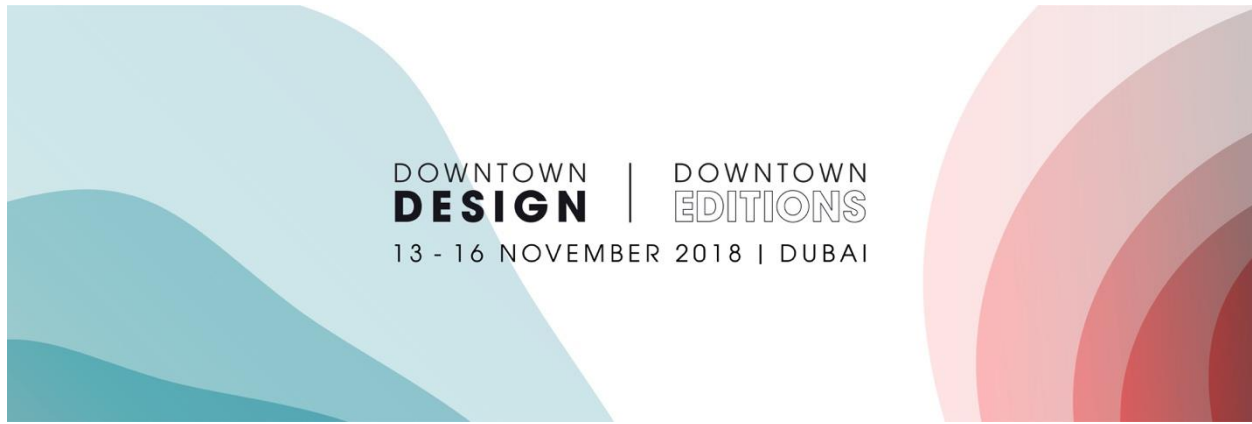 DOWNTOWN DESIGN | DOWNTOWN EDITIONS
13 - 16 NOVEMBER 2018 | DUBAI